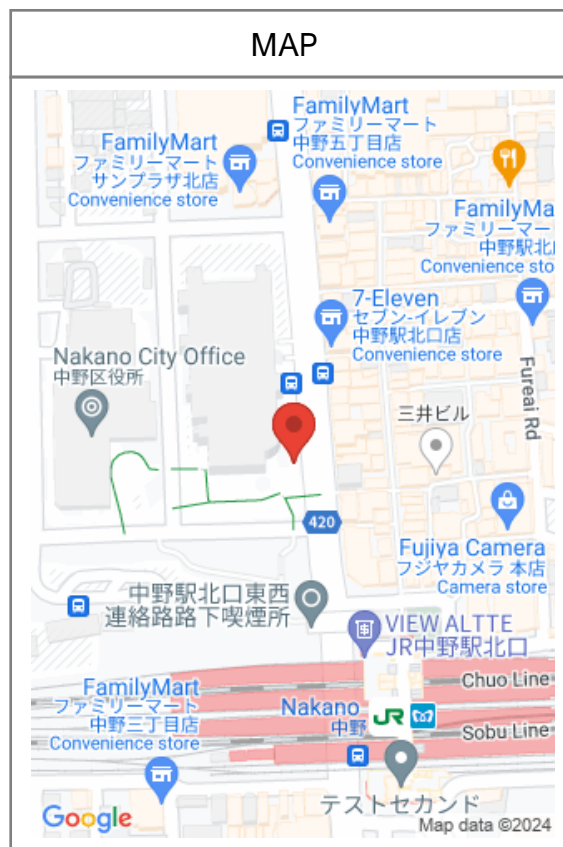 MAP
FamilyMart
ファミリーマート
中野五丁目店
Convenience store
FamilyMart
ファミリーマート
サンプラザ北店
Convenience store
FamilyMa
ファミリーマー
中野駅北
Convenience sto
7-Eleven
セブン-イレブン
中野駅北口店
Convenience store
Nakano City Office
中野区役所
Fureai Rd
三井ビル
420
Fujiya Camera
フジヤカメラ 本店
Camera store
中野駅北口東西
連絡路路下喫煙所
VIEW ALTTE
JR中野駅北口
Chuo Line
FamilyMart
ファミリーマート
中野三丁目店
Convenience store
Nakano
中野
JR
Sobu Line
テストセカンド
Google
Map data ©2024